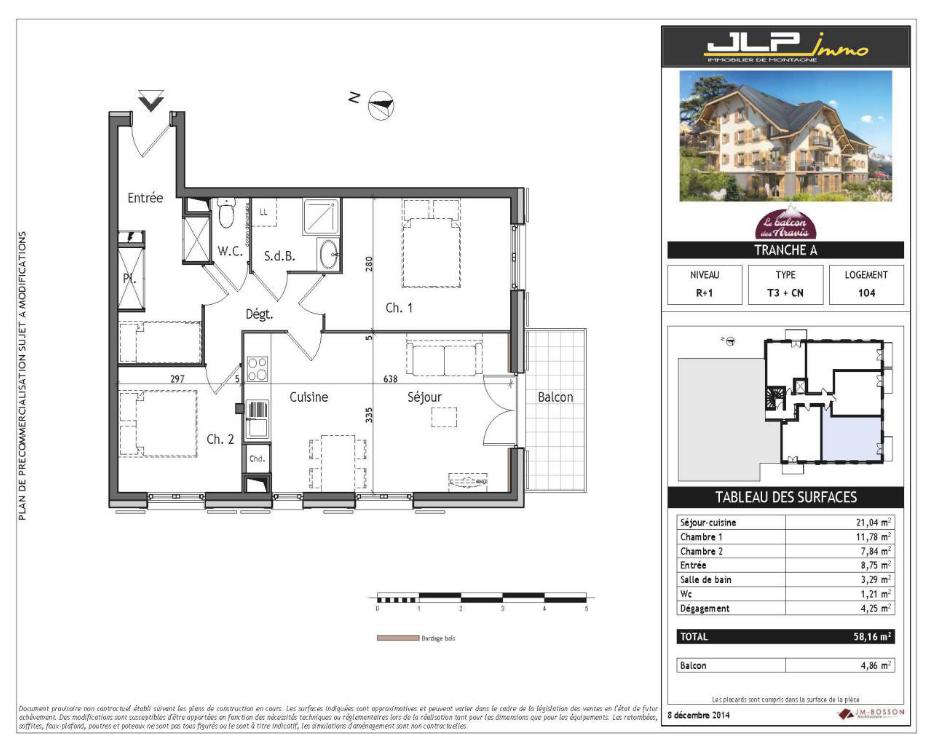 PLAN DE PRECOMMERCIALISATION SUJET A MODIFICATIONS
N
Entrée
Pl.
W.C.
LL
S.d.B.
280
Ch. 1
Dégt.
5
297
5
638
Cuisine
Séjour
Balcon
335
Ch. 2
Chd.
0 1 2 3 4 5
Bardage bois
Document provisoire non contractuel établi suivant les plans de construction en cours. Les surfaces indiquées sont approximatives et peuvent varier dans le cadre de la législation des ventes en l'état de futur
achèvement. Des modifications sont susceptibles d'être apportées en fonction des nécessités techniques ou réglementaires lors de la réalisation tant pour les dimensions que pour les équipements. Les retombées,
soffites, faux-plafond, poutres et poteaux ne sont pas tous figurés ou le sont à titre indicatif, les simulations d'aménagement sont non contractuelles.
JLP immo
IMMOBILIER DE MONTAGNE
Le balcon
des Aravis
TRANCHE A
NIVEAU TYPE LOGEMENT
R+1 T3 + CN 104
TABLEAU DES SURFACES
Séjour-cuisine 21,04 m²
Chambre 1 11,78 m²
Chambre 2 7,84 m²
Entrée 8,75 m²
Salle de bain 3,29 m²
Wc 1,21 m²
Dégagement 4,25 m²
TOTAL 58,16 m²
Balcon 4,86 m²
Les placards sont compris dans la surface de la pièce
8 décembre 2014
JM-BOSSON